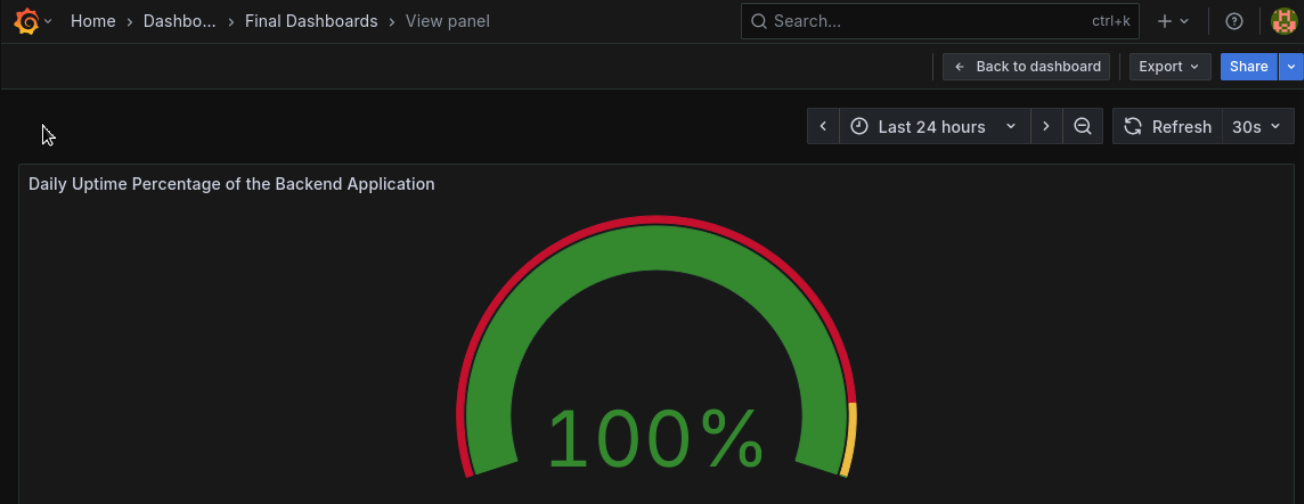 Home › Dashbo... › Final Dashboards › View panel
Search... ctrl+k
Back to dashboard Export Share
Last 24 hours Refresh 30s
Daily Uptime Percentage of the Backend Application
100%